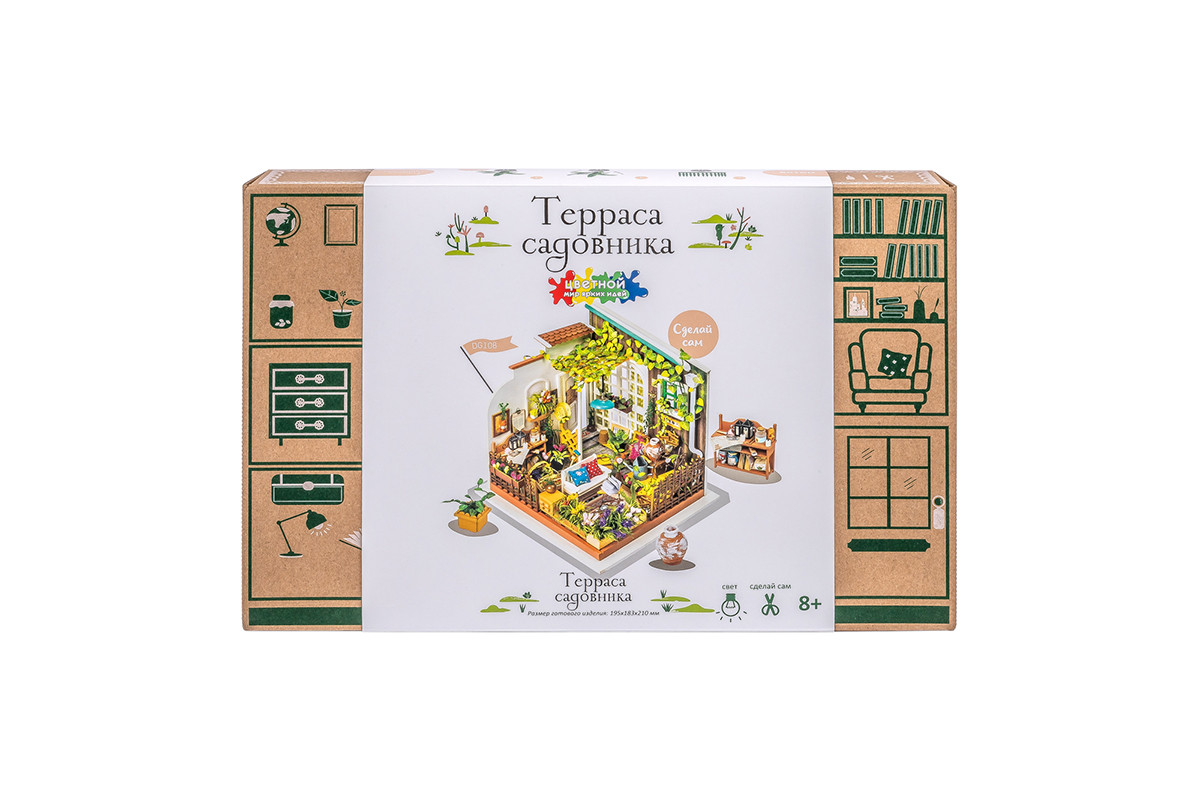 Терраса
садовника
ЦВЕТНОЙ
мир ярких идей
Сделай
сам
DG108
Терраса
садовника
Размер готового изделия: 195х183х210 мм
свет
сделай сам
8+